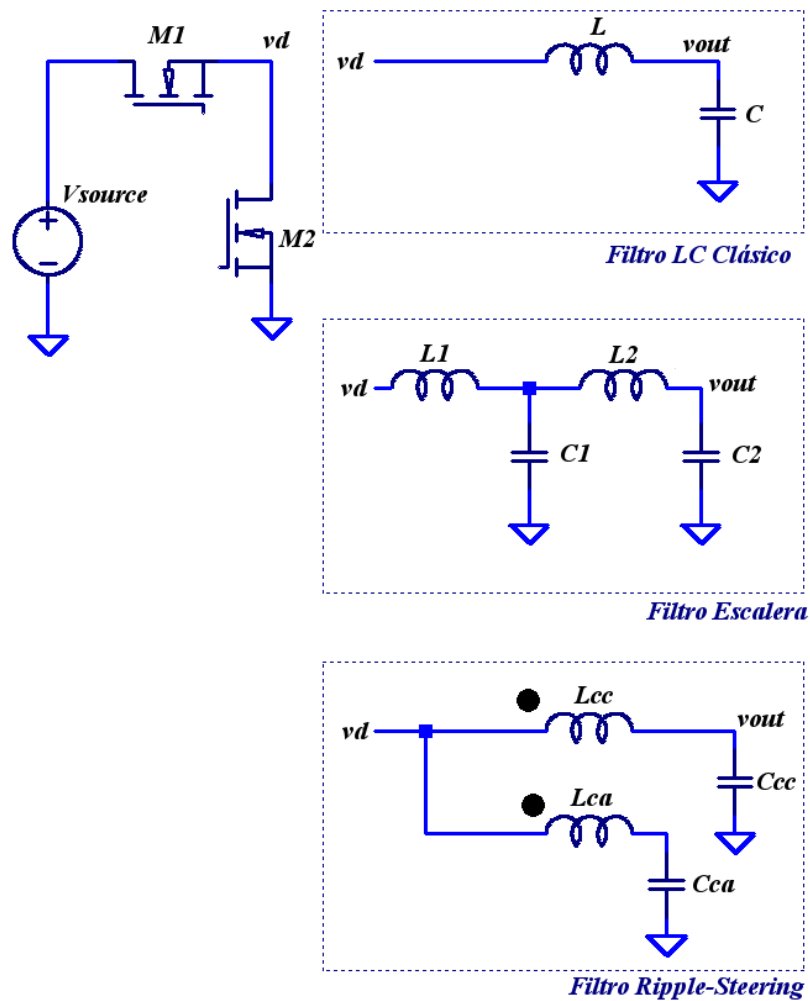 M1
vd
Vsource
M2
vd
L
vout
C
Filtro LC Clásico
vd
L1
L2
vout
C1
C2
Filtro Escalera
vd
Lcc
vout
Ccc
Lca
Cca
Filtro Ripple-Steering